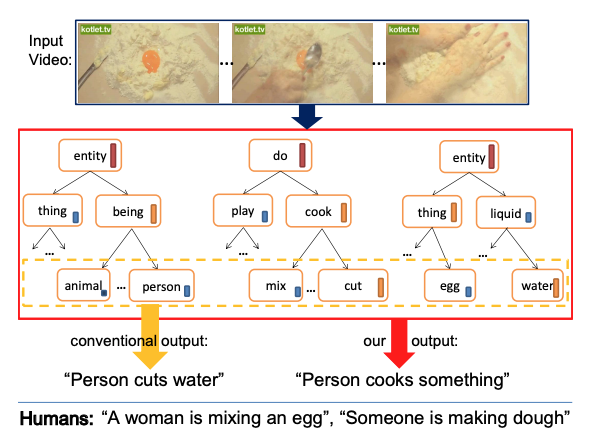 Input
Video:
kotlet.tv
...
kotlet.tv
...
kotlet.tv
entity
do
entity
thing
being
play
cook
thing
liquid
...
...
...
...
animal
...
person
mix
...
cut
egg
water
conventional output:
our output:
“Person cuts water”
“Person cooks something”
Humans: “A woman is mixing an egg”, “Someone is making dough”